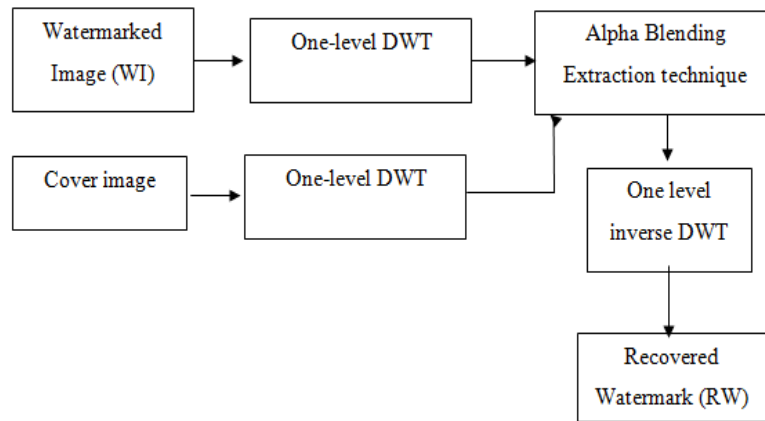 Watermarked
Image (WI)
One-level DWT
Alpha Blending
Extraction technique
Cover image
One-level DWT
One level
inverse DWT
Recovered
Watermark (RW)